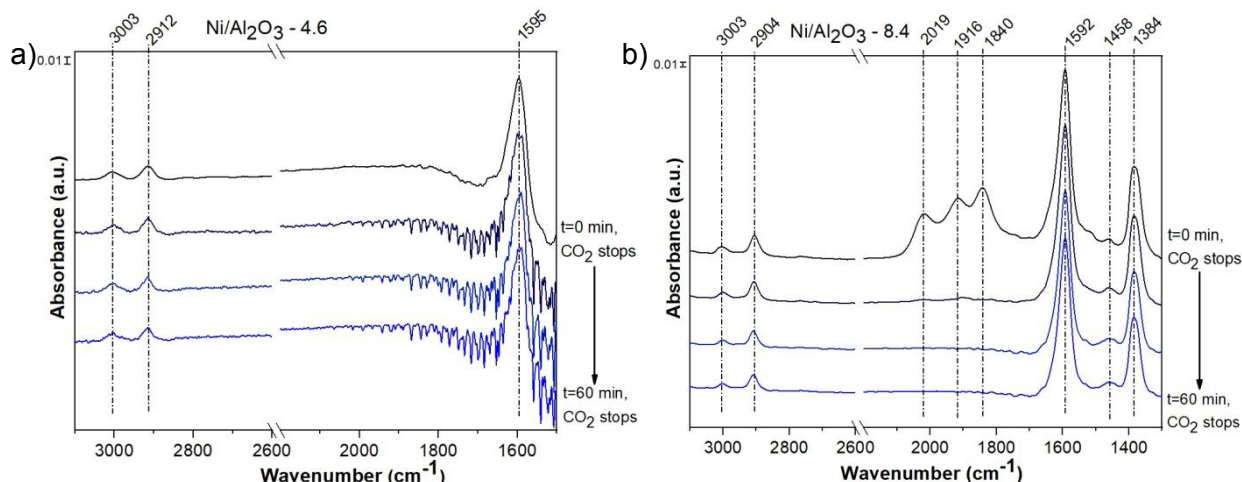 a)
Ni/Al2O3 - 4.6
3003
2912
1595
0.01
Absorbance (a.u.)
t=0 min,
CO2 stops
t=60 min,
CO2 stops
3000 2800 2600 2000 1800 1600
Wavenumber (cm-1)
b)
Ni/Al2O3 - 8.4
3003
2904
2019
1916
1840
1592
1458
1384
0.01
Absorbance (a.u.)
t=0 min,
CO2 stops
t=60 min,
CO2 stops
3000 2800 2600 2000 1800 1600 1400
Wavenumber (cm-1)